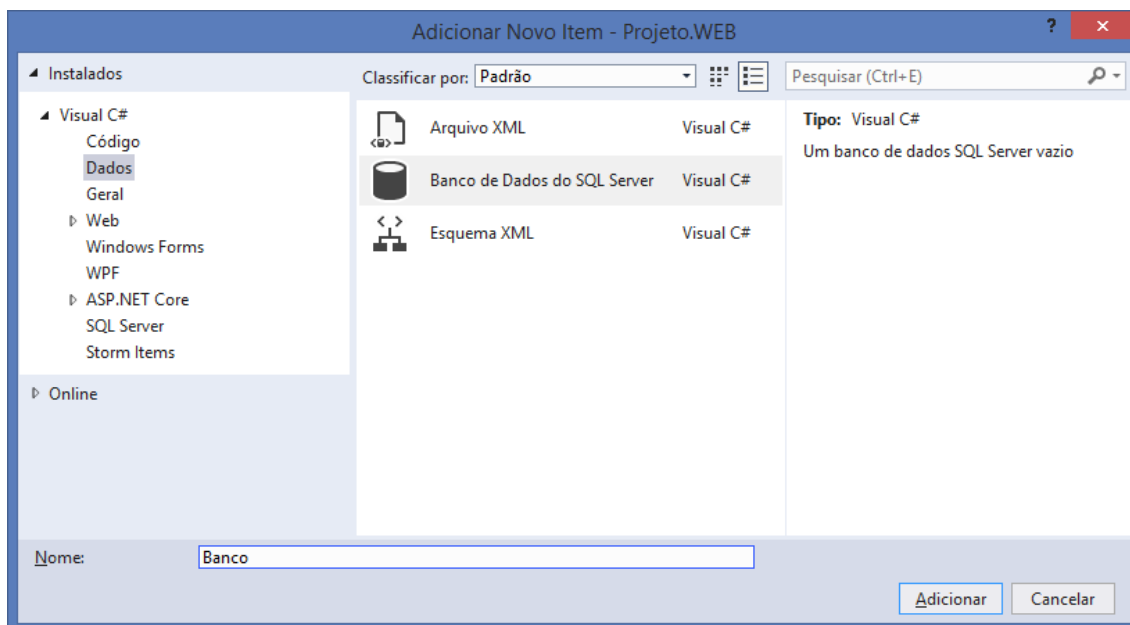 Adicionar Novo Item - Projeto.WEB
?
Instalados
Classificar por: Padrão
Pesquisar (Ctrl+E)
Visual C#
Código
Dados
Geral
Web
Windows Forms
WPF
ASP.NET Core
SQL Server
Storm Items
Online
Arquivo XML Visual C#
Banco de Dados do SQL Server Visual C#
Esquema XML Visual C#
Tipo: Visual C#
Um banco de dados SQL Server vazio
Nome: Banco
Adicionar
Cancelar